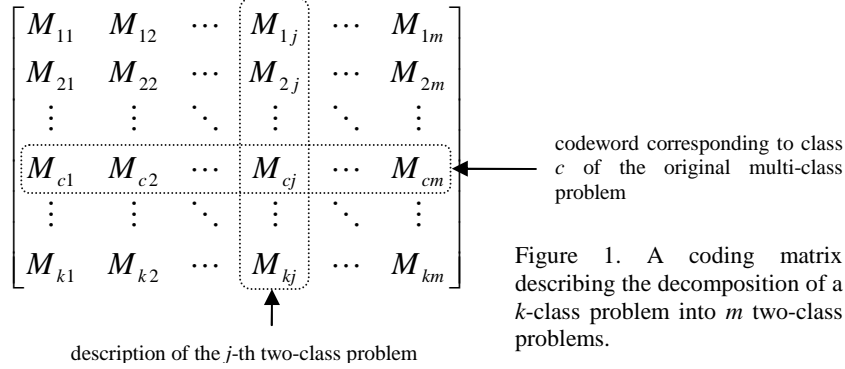 M11 M12 ⋯ M1j ⋯ M1m
M21 M22 ⋯ M2j ⋯ M2m
⋮ ⋮ ⋱ ⋮ ⋱ ⋮
Mc1 Mc2 ⋯ Mcj ⋯ Mcm
⋮ ⋮ ⋱ ⋮ ⋱ ⋮
Mk1 Mk2 ⋯ Mkj ⋯ Mkm
codeword corresponding to class
c of the original multi-class
problem
description of the j-th two-class problem
Figure 1. A coding matrix
describing the decomposition of a
k-class problem into m two-class
problems.